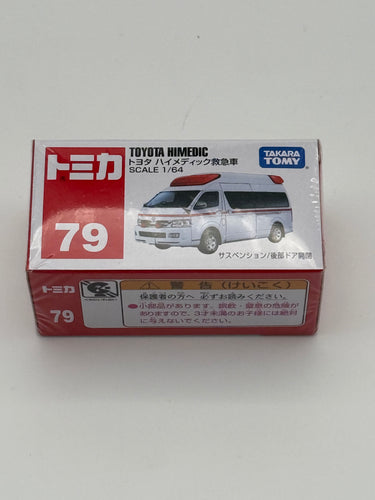 トミカ
79
TOYOTA HIMEDIC
トヨタ ハイメディック救急車
SCALE 1/64
TAKARA
TOMY
サスペンション/後部ドア開閉
トミカ
79
警 告 (けいこく)
保護者の方へ 必ずお読みください。
●小部品があります。誤飲・窒息の危険が
ありますので、3才未満のお子様には絶対
に与えないでください。